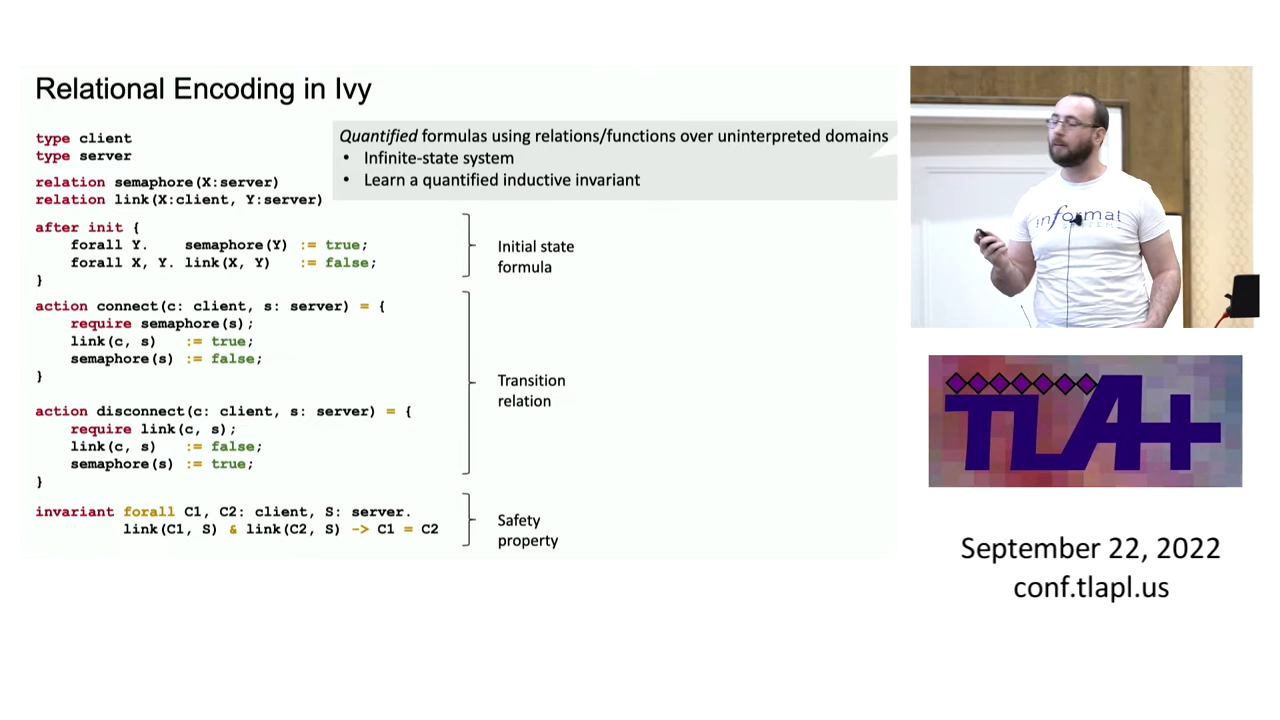 Relational Encoding in Ivy
type client
type server
relation semaphore(X:server)
relation link(X:client, Y:server)
Quantified formulas using relations/functions over uninterpreted domains
• Infinite-state system
• Learn a quantified inductive invariant
after init {
forall Y. semaphore(Y) := true;
forall X, Y. link(X, Y) := false;
}
Initial state
formula
action connect(c: client, s: server) = {
require semaphore(s);
link(c, s) := true;
semaphore(s) := false;
}
action disconnect(c: client, s: server) = {
require link(c, s);
link(c, s) := false;
semaphore(s) := true;
}
Transition
relation
invariant forall C1, C2: client, S: server.
link(C1, S) & link(C2, S) -> C1 = C2
Safety
property
informal
SYSTEMS
TLA+
September 22, 2022
conf.tlapl.us